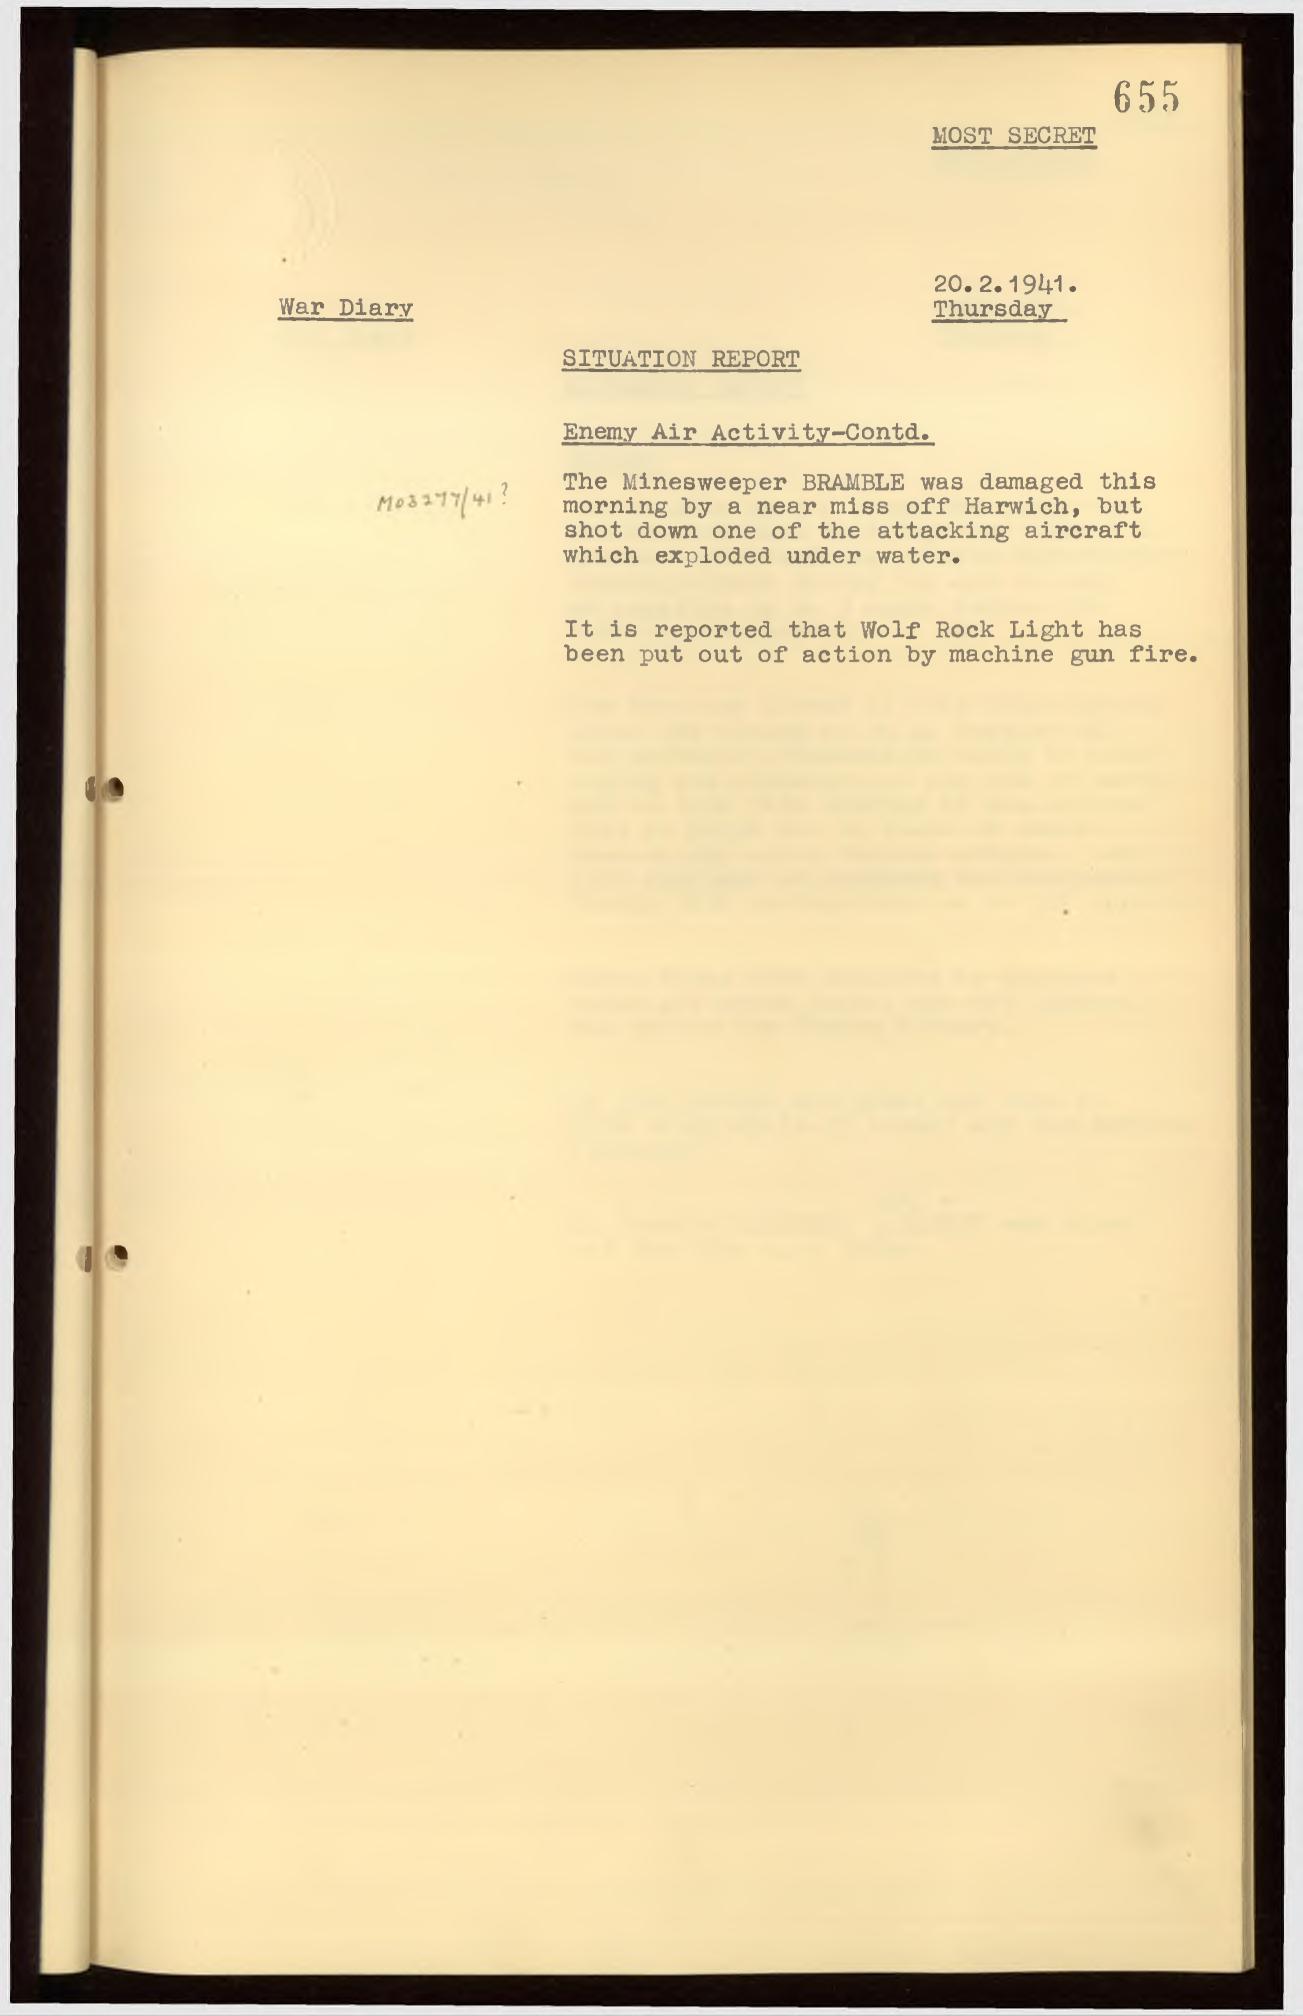 655
MOST SECRET
20.2.1941.
War Diary
Thursday
SITUATION REPORT
Enemy Air Activity-Contd.
M03277/41?
The Minesweeper BRAMBLE was damaged this
morning by a near miss off Harwich, but
shot down one of the attacking aircraft
which exploded under water.
It is reported that Wolf Rock Light has
been put out of action by machine gun fire.